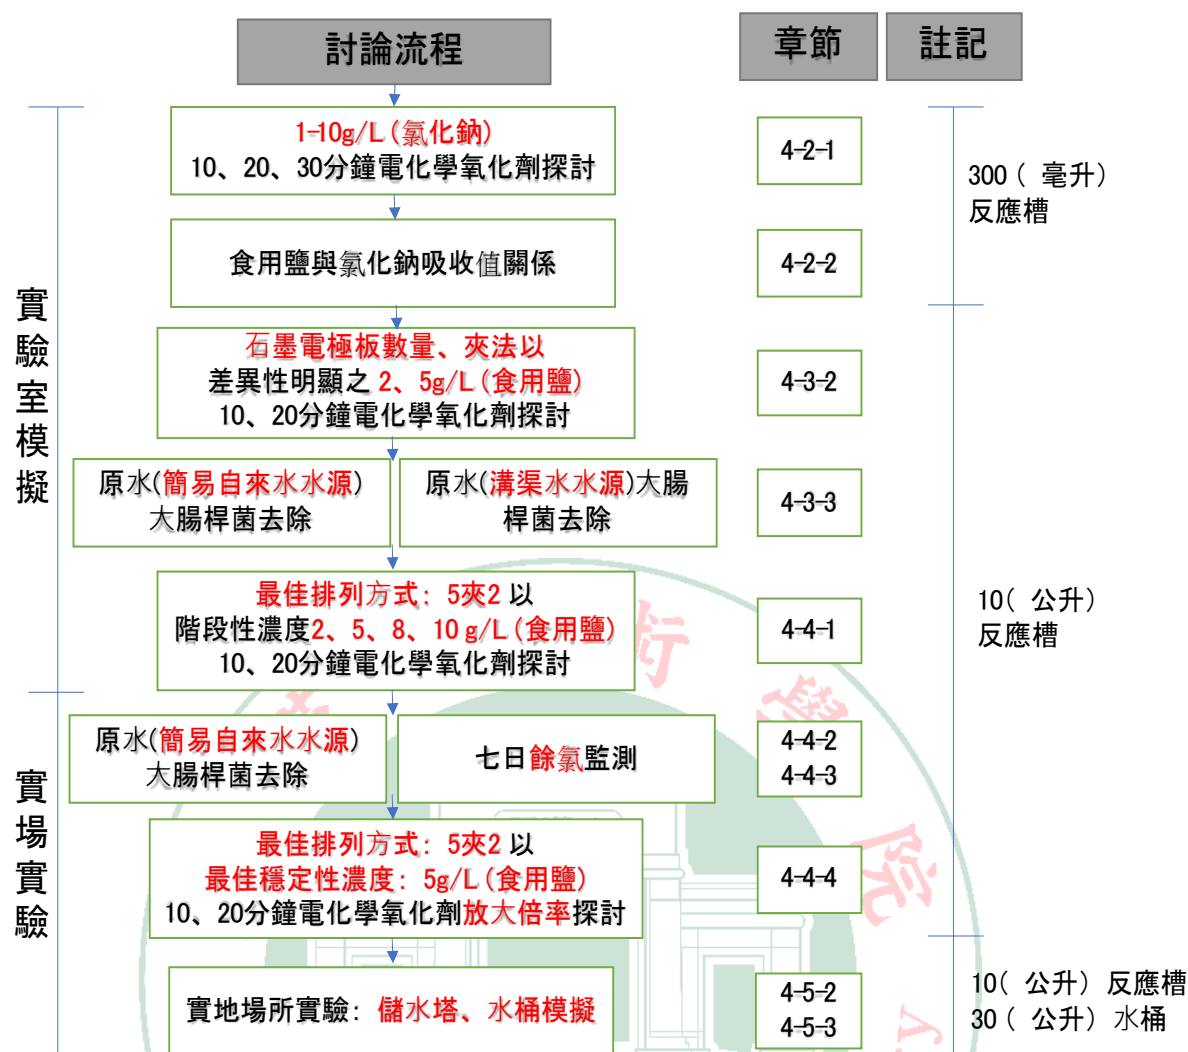 討論流程
章節
註記
1-10g/L(氯化鈉)
10、20、30分鐘電化學氧化劑探討
4-2-1
300( 毫升)
反應槽
食用鹽與氯化鈉吸收值關係
4-2-2
實驗室模擬
石墨電極板數量、夾法以
差異性明顯之 2、5g/L(食用鹽)
10、20分鐘電化學氧化劑探討
4-3-2
原水(簡易自來水水源)
大腸桿菌去除
原水(溝渠水水源)大腸
桿菌去除
4-3-3
最佳排列方式: 5夾2 以
階段性濃度2、5、8、10 g/L(食用鹽)
10、20分鐘電化學氧化劑探討
4-4-1
10( 公升)
反應槽
實場實驗
原水(簡易自來水水源)
大腸桿菌去除
七日餘氯監測
4-4-2
4-4-3
最佳排列方式: 5夾2 以
最佳穩定性濃度: 5g/L(食用鹽)
10、20分鐘電化學氧化劑放大倍率探討
4-4-4
實地場所實驗: 儲水塔、水桶模擬
4-5-2
4-5-3
10( 公升) 反應槽
30( 公升) 水桶
術
學
院